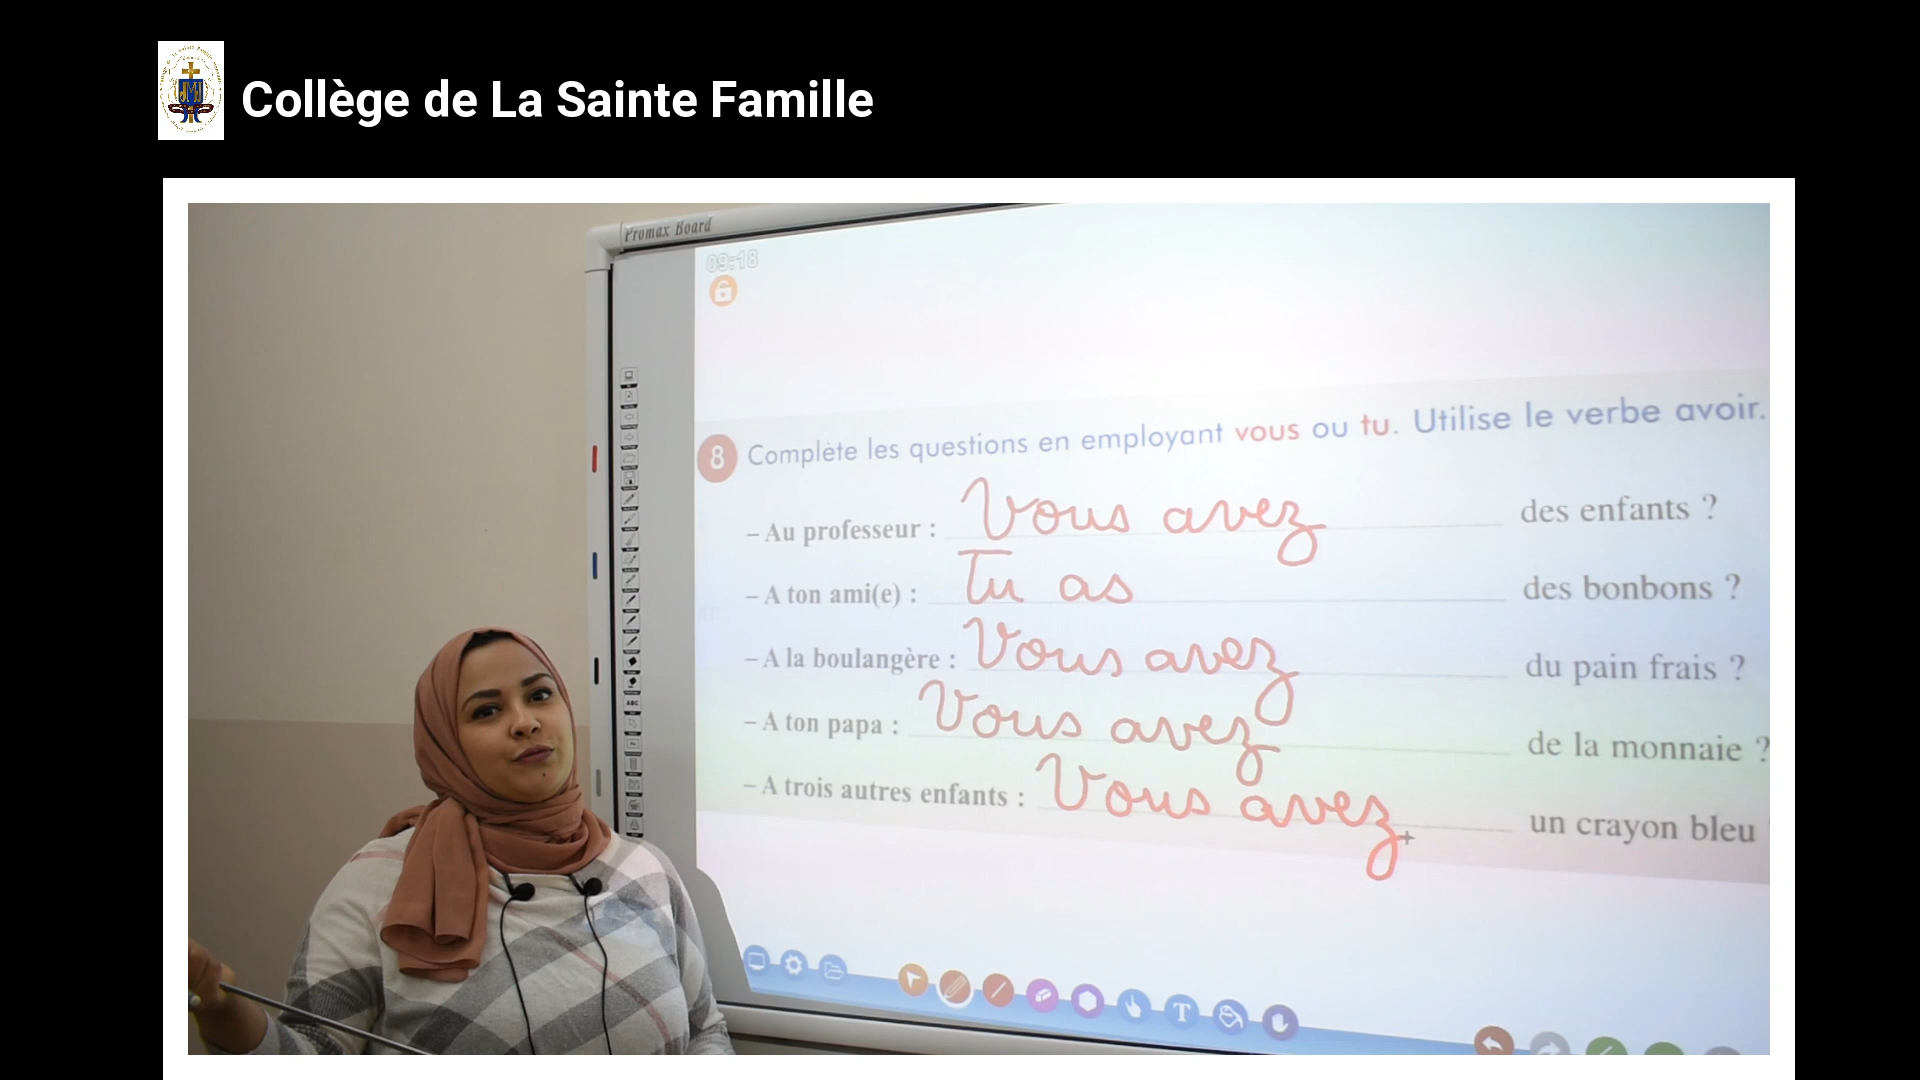 Collège de La Sainte Famille
Promax Board
09:18
8 Complète les questions en employant vous ou tu. Utilise le verbe avoir.
– Au professeur : Vous avez des enfants ?
– A ton ami(e) : Tu as des bonbons ?
– A la boulangère : Vous avez du pain frais ?
– A ton papa : Vous avez de la monnaie ?
– A trois autres enfants : Vous avez un crayon bleu
ABC
T